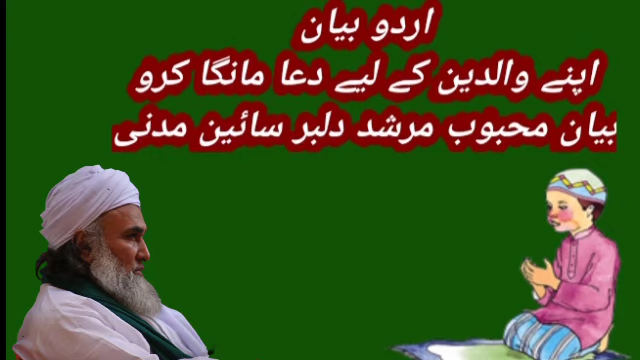 اردو بیان
اپنے والدین کے لیے دعا مانگا کرو
بیان محبوب مرشد دلبر سائین مدنی